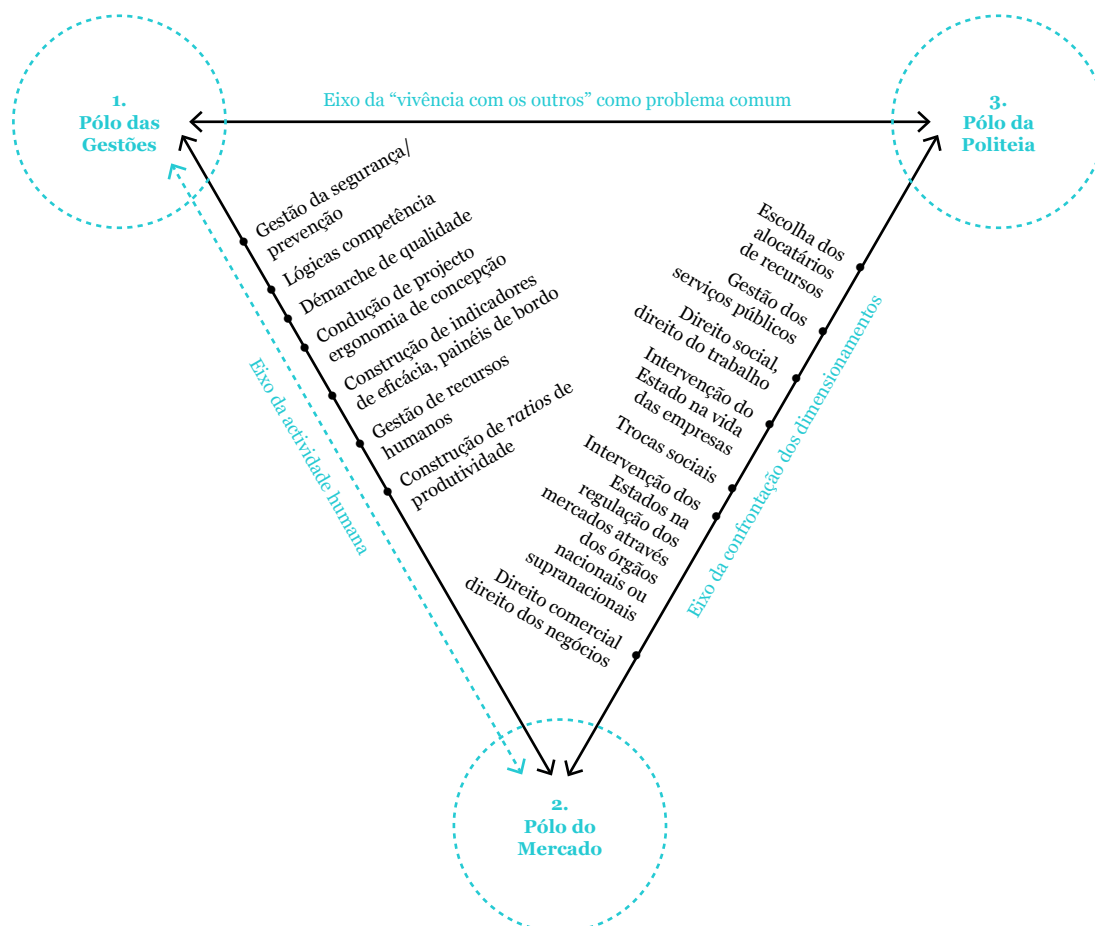 Eixo da “vivência com os outros” como problema comum
1.
Pólo das
Gestões
3.
Pólo da
Politeia
Gestão da segurança/
prevenção
Lógicas competência
Démarche de qualidade
Condução de projecto
ergonomia de concepção
Construção de indicadores
de eficácia, painéis de bordo
Gestão de recursos
humanos
Construção de ratios de
produtividade
Eixo da actividade humana
Escolha dos
alocatários
de recursos
Gestão dos
serviços públicos
Direito social,
direito do trabalho
Intervenção do
Estado na vida
das empresas
Trocas sociais
Intervenção dos
Estados na
regulação dos
mercados através
dos órgãos
nacionais ou
supranacionais
Direito comercial
direito dos negócios
Eixo da confrontação dos dimensionamentos
2.
Pólo do
Mercado